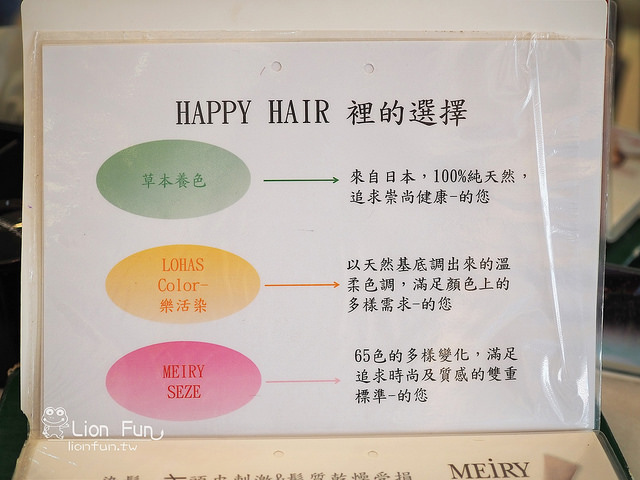 HAPPY HAIR 裡的選擇
草本養色
來自日本，100%純天然，
追求崇尚健康-的您
LOHAS
Color-
樂活染
以天然基底調出來的溫
柔色調，滿足顏色上的
多樣需求-的您
MEIRY
SEZE
65色的多樣變化，滿足
追求時尚及質感的雙重
標準-的您
Lion Fun
lionfun.tw
MEiRY